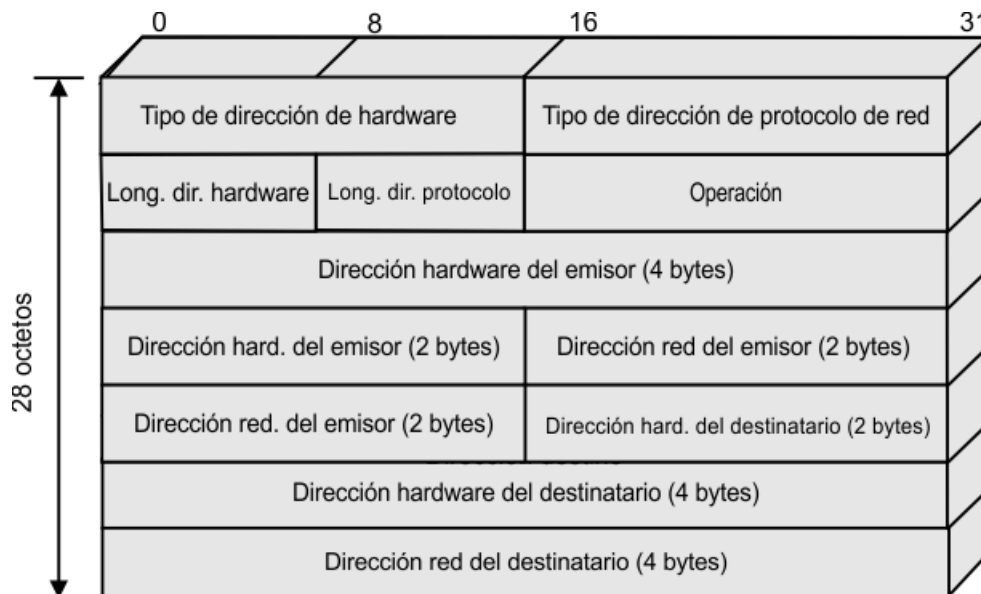 0 8 16 31
Tipo de dirección de hardware Tipo de dirección de protocolo de red
Long. dir. hardware Long. dir. protocolo Operación
Dirección hardware del emisor (4 bytes)
Dirección hard. del emisor (2 bytes) Dirección red del emisor (2 bytes)
Dirección red. del emisor (2 bytes) Dirección hard. del destinatario (2 bytes)
Dirección hardware del destinatario (4 bytes)
Dirección red del destinatario (4 bytes)
28 octetos